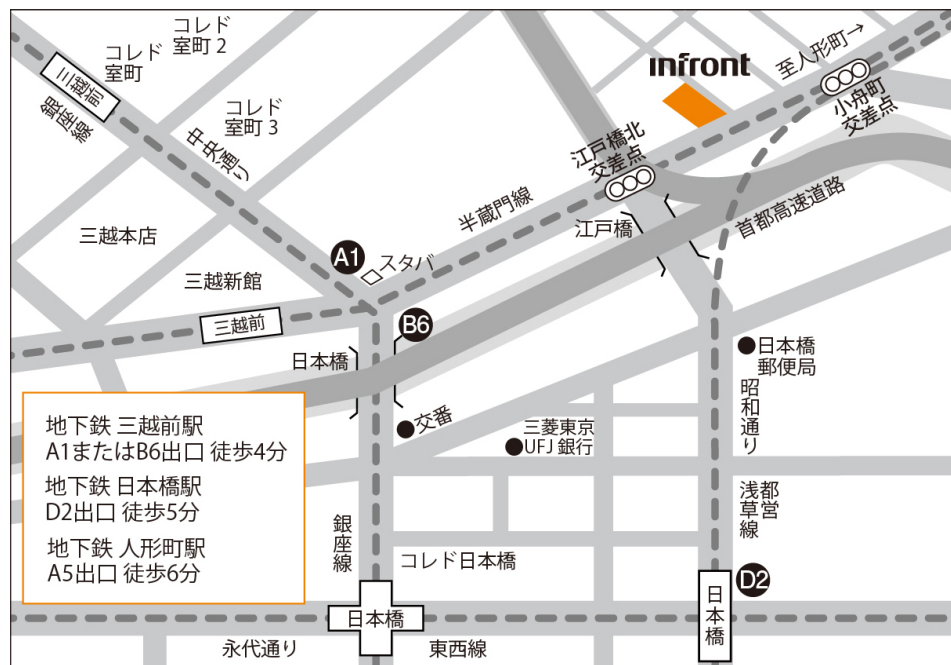 コレド
室町 2
コレド
室町
三越前
銀座線
コレド
室町 3
中央通り
infront
至人形町→
小舟町
交差点
江戸橋北
交差点
半蔵門線
江戸橋
首都高速道路
三越本店
A1
スタバ
三越新館
三越前
B6
日本橋
日本橋
郵便局
昭和通り
交番
三菱東京
UFJ 銀行
地下鉄 三越前駅
A1またはB6出口 徒歩4分
地下鉄 日本橋駅
D2出口 徒歩5分
地下鉄 人形町駅
A5出口 徒歩6分
都営
浅草線
銀座線
コレド日本橋
D2
日本橋
日本橋
永代通り
東西線